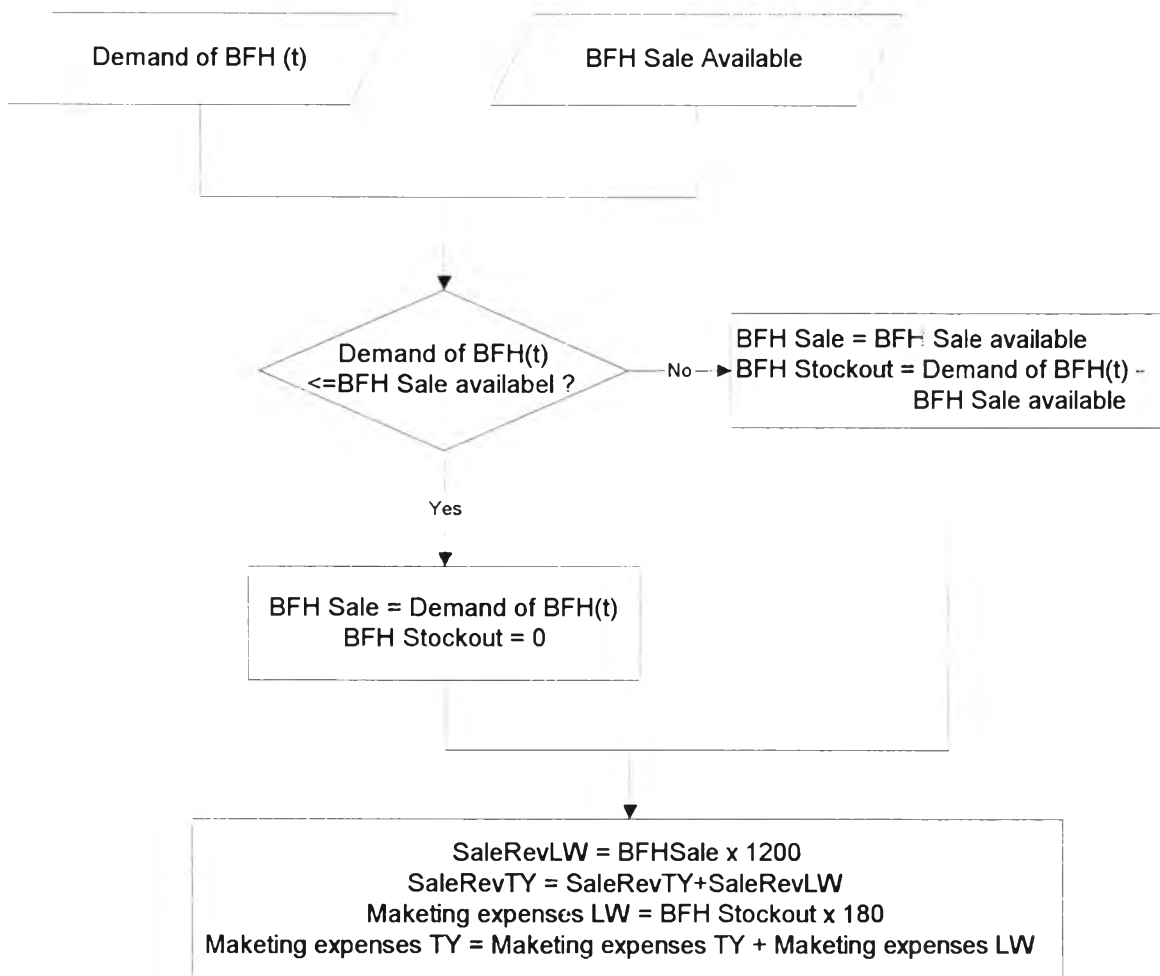 Demand of BFH (t)
BFH Sale Available
Demand of BFH(t)
<=BFH Sale availabel ?
No
BFH Sale = BFH Sale available
BFH Stockout = Demand of BFH(t) -
BFH Sale available
Yes
BFH Sale = Demand of BFH(t)
BFH Stockout = 0
SaleRevLW = BFHSale x 1200
SaleRevTY = SaleRevTY+SaleRevLW
Maketing expenses LW = BFH Stockout x 180
Maketing expenses TY = Maketing expenses TY + Maketing expenses LW